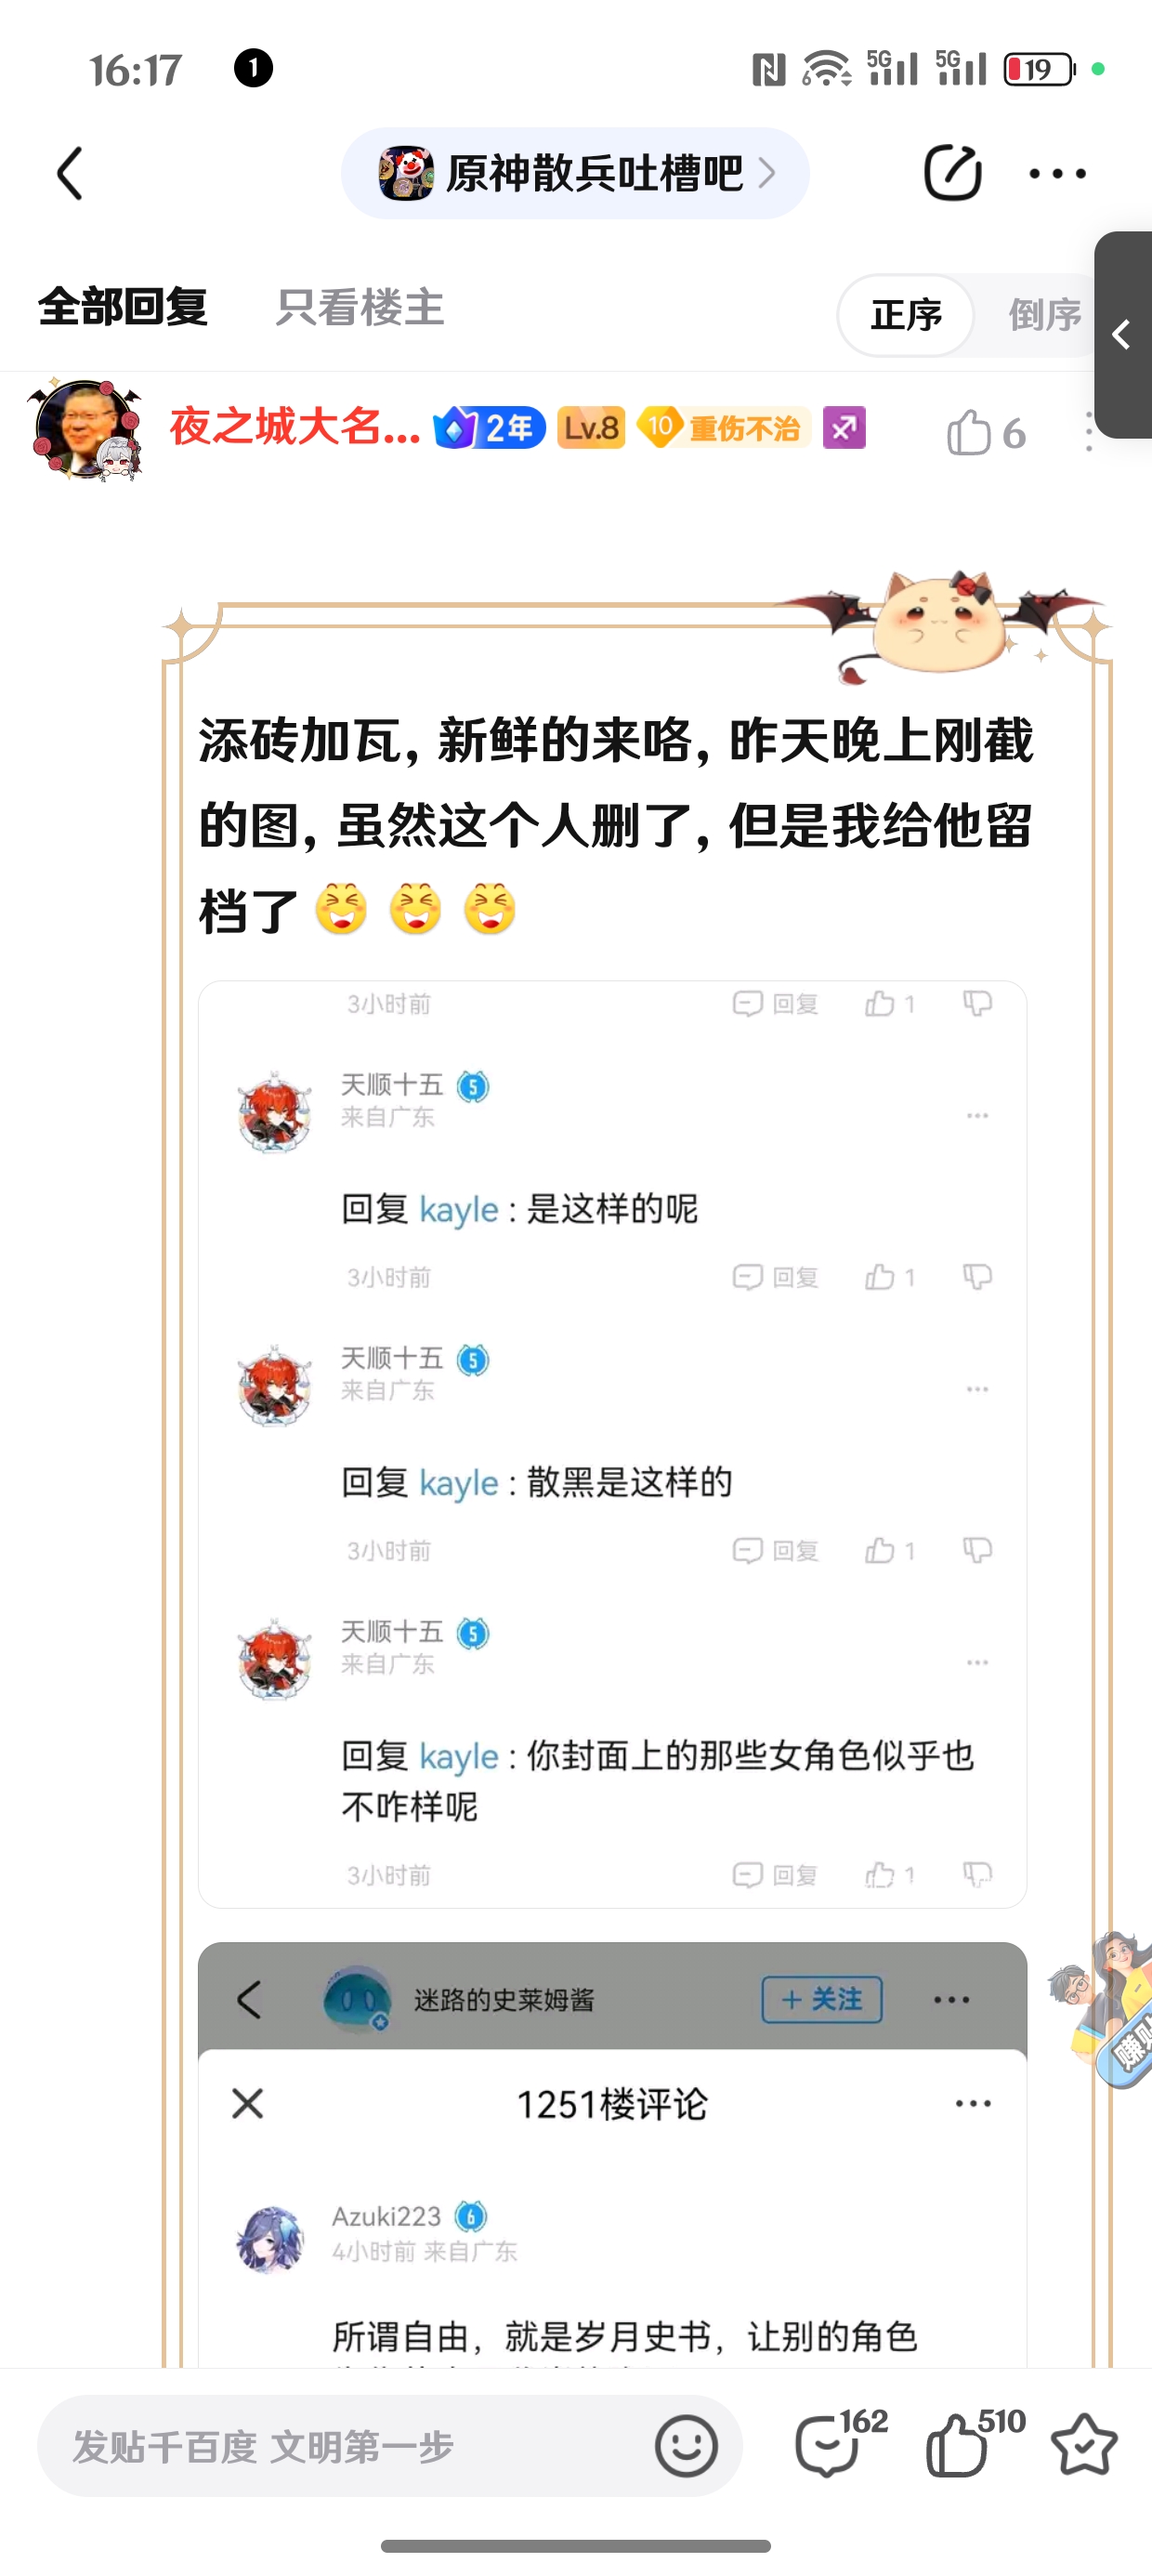 16:17
1
6
5G
5G
19
原神散兵吐槽吧
全部回复
只看楼主
正序
倒序
夜之城大名...
2年
Lv.8
10
重伤不治
6
添砖加瓦,新鲜的来咯,昨天晚上刚截
的图,虽然这个人删了,但是我给他留
档了
3小时前
回复
1
天顺十五
5
来自广东
回复 kayle : 是这样的呢
3小时前
回复
1
天顺十五
5
来自广东
回复 kayle : 散黑是这样的
3小时前
回复
1
天顺十五
5
来自广东
回复 kayle : 你封面上的那些女角色似乎也
不咋样呢
3小时前
回复
1
迷路的史莱姆酱
+ 关注
1251楼评论
Azuki223
6
4小时前 来自广东
所谓自由，就是岁月史书，让别的角色
赚
发贴千百度 文明第一步
162
510